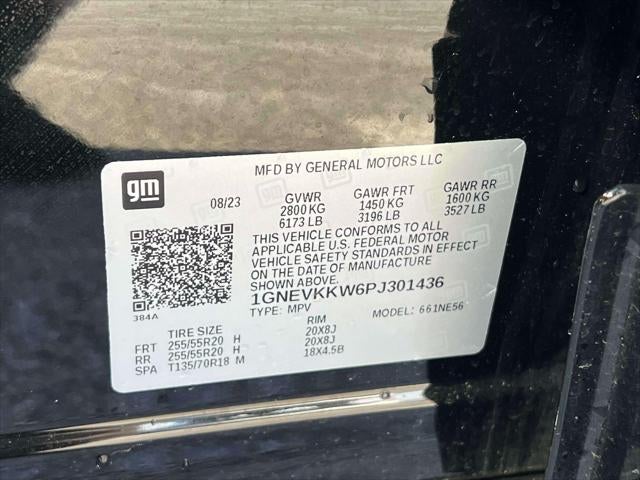 MFD BY GENERAL MOTORS LLC
gm
08/23
GVWR GAWR FRT GAWR RR
2800 KG 1450 KG 1600 KG
6173 LB 3196 LB 3527 LB
THIS VEHICLE CONFORMS TO ALL
APPLICABLE U.S. FEDERAL MOTOR
VEHICLE SAFETY STANDARDS IN EFFECT
ON THE DATE OF MANUFACTURE
SHOWN ABOVE.
1GNEVKKW6PJ301436
384A
TYPE: MPV MODEL: 661NE56
TIRE SIZE RIM
FRT 255/55R20 H 20X8J
RR 255/55R20 H 20X8J
SPA T135/70R18 M 18X4.5B